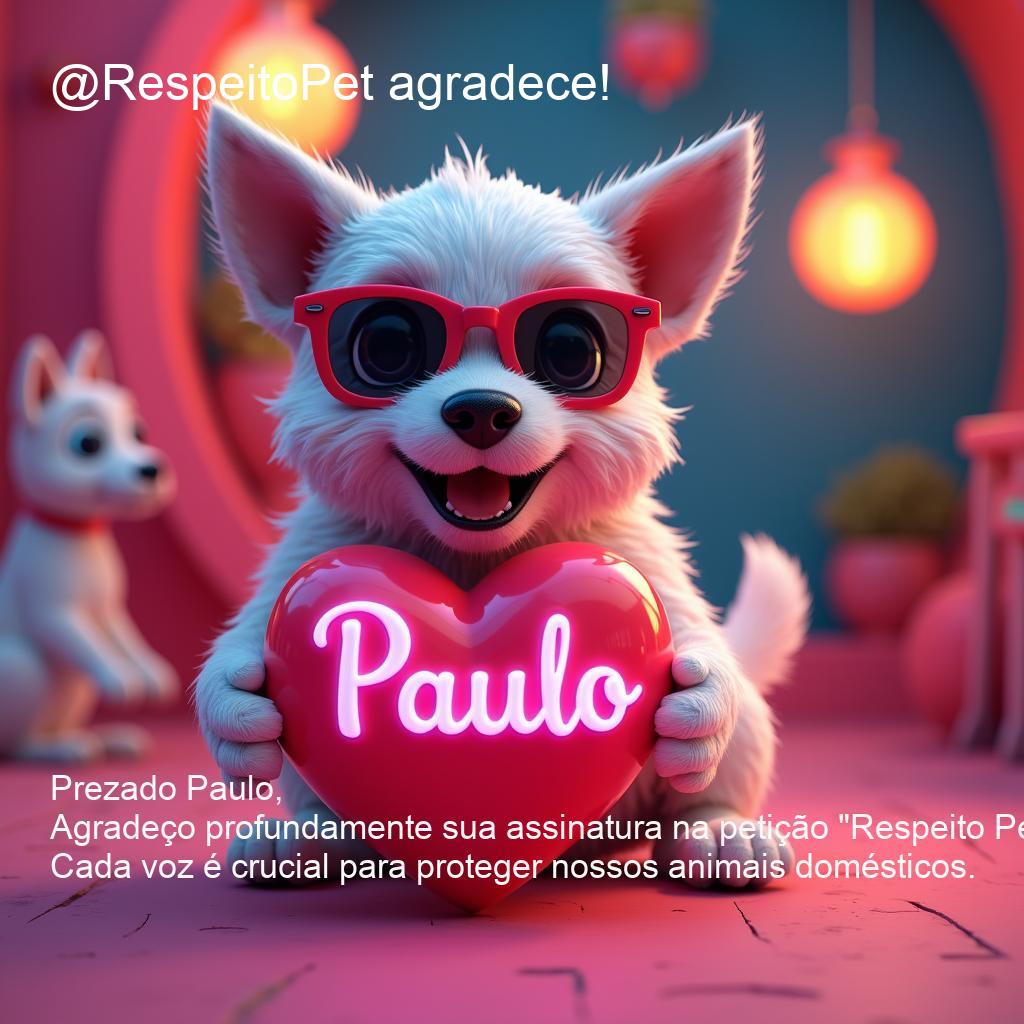 @RespeitoPet agradece!
Paulo
Prezado Paulo,
Agradeço profundamente sua assinatura na petição "Respeito Pe
Cada voz é crucial para proteger nossos animais domésticos.